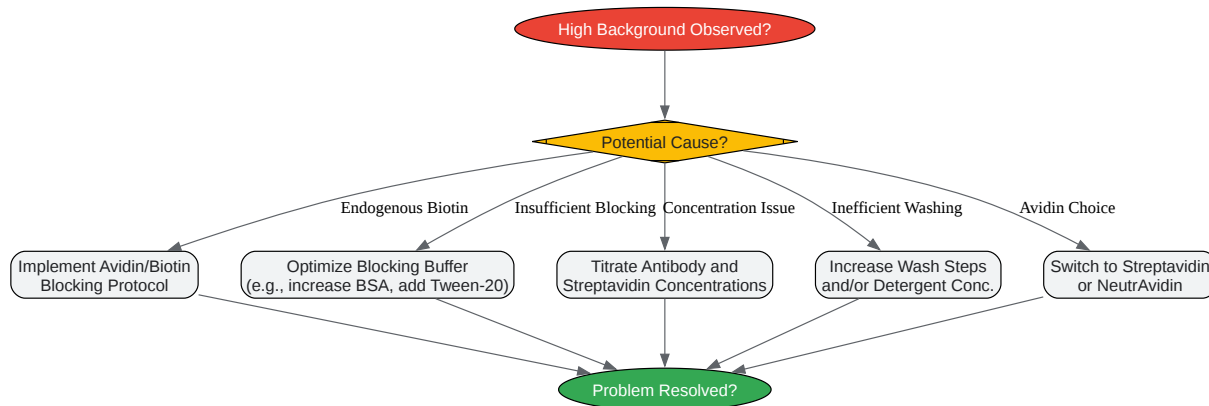 High Background Observed?
Potential Cause?
Endogenous Biotin
Insufficient Blocking
Concentration Issue
Inefficient Washing
Avidin Choice
Implement Avidin/Biotin
Blocking Protocol
Optimize Blocking Buffer
(e.g., increase BSA, add Tween-20)
Titrate Antibody and
Streptavidin Concentrations
Increase Wash Steps
and/or Detergent Conc.
Switch to Streptavidin
or NeutrAvidin
Problem Resolved?